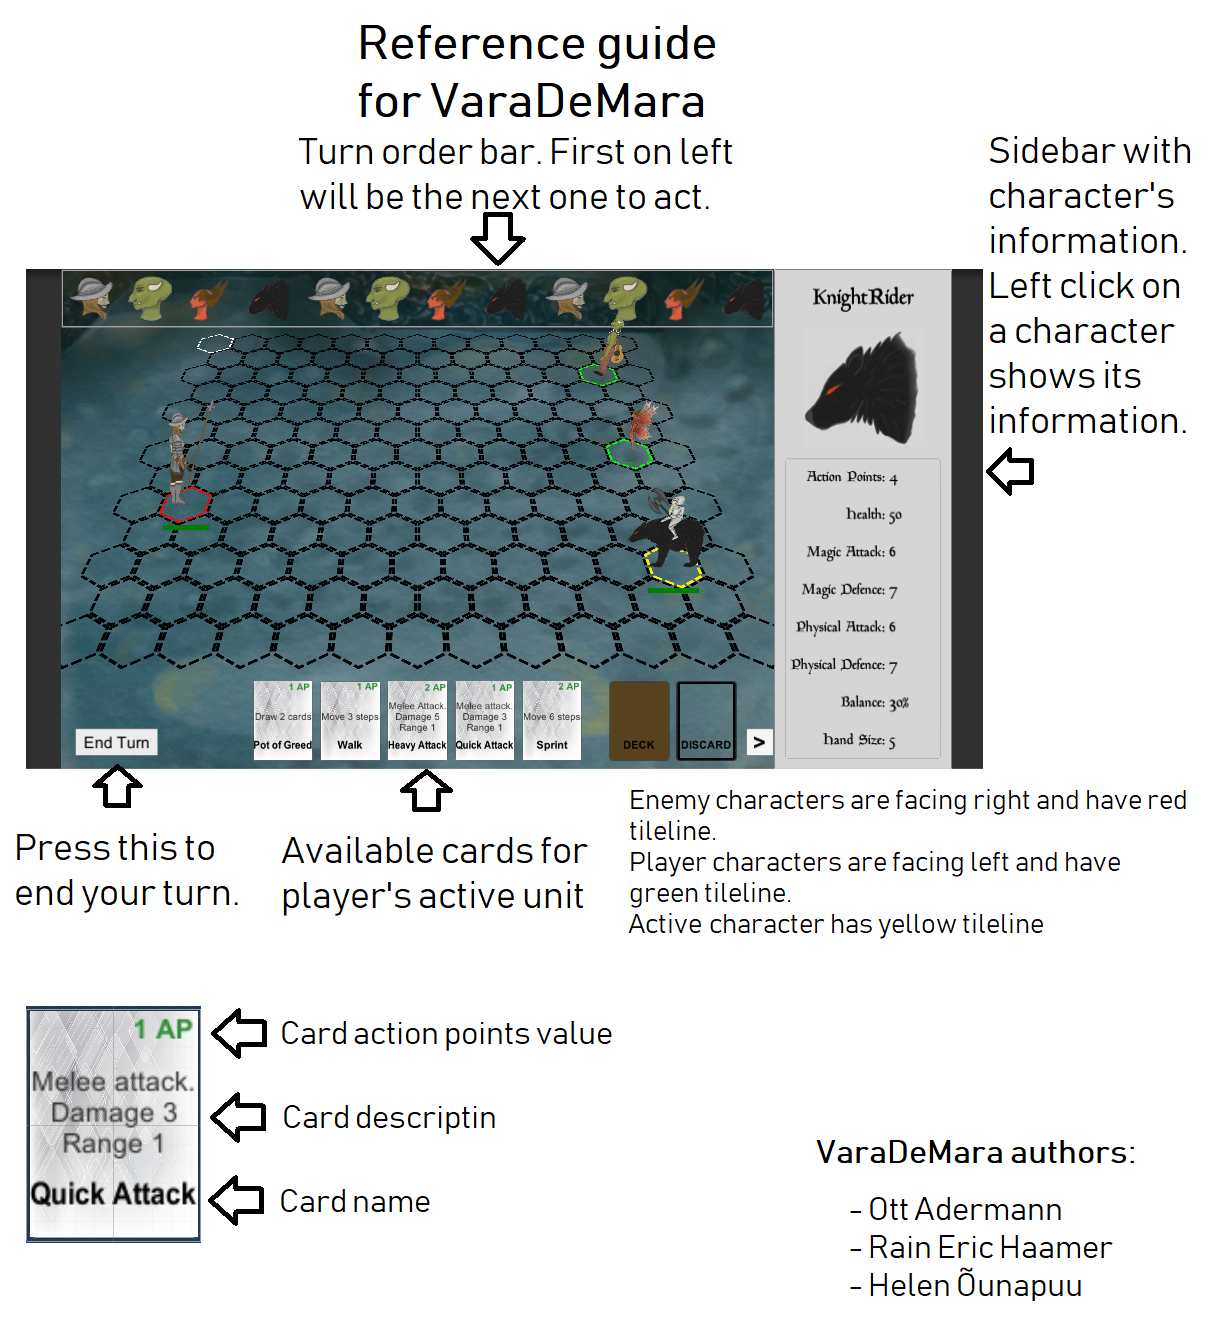 Reference guide
for VaraDeMara
Turn order bar. First on left
will be the next one to act.
Sidebar with
character's
information.
Left click on
a character
shows its
information.
KnightRider
Action Points: 4
Health: 50
Magic Attack: 6
Magic Defence: 7
Physical Attack: 6
Physical Defence: 7
Balance: 30%
Hand Size: 5
End Turn
1 AP
Draw 2 cards
Pot of Greed
1 AP
Move 3 steps
Walk
2 AP
Melee Attack.
Damage 5
Range 1
Heavy Attack
1 AP
Melee attack.
Damage 3
Range 1
Quick Attack
2 AP
Move 6 steps
Sprint
DECK
DISCARD
>
Press this to
end your turn.
Available cards for
player's active unit
Enemy characters are facing right and have red
tileline.
Player characters are facing left and have
green tileline.
Active character has yellow tileline
1 AP
Melee attack.
Damage 3
Range 1
Quick Attack
Card action points value
Card descriptin
Card name
VaraDeMara authors:
- Ott Adermann
- Rain Eric Haamer
- Helen Õunapuu